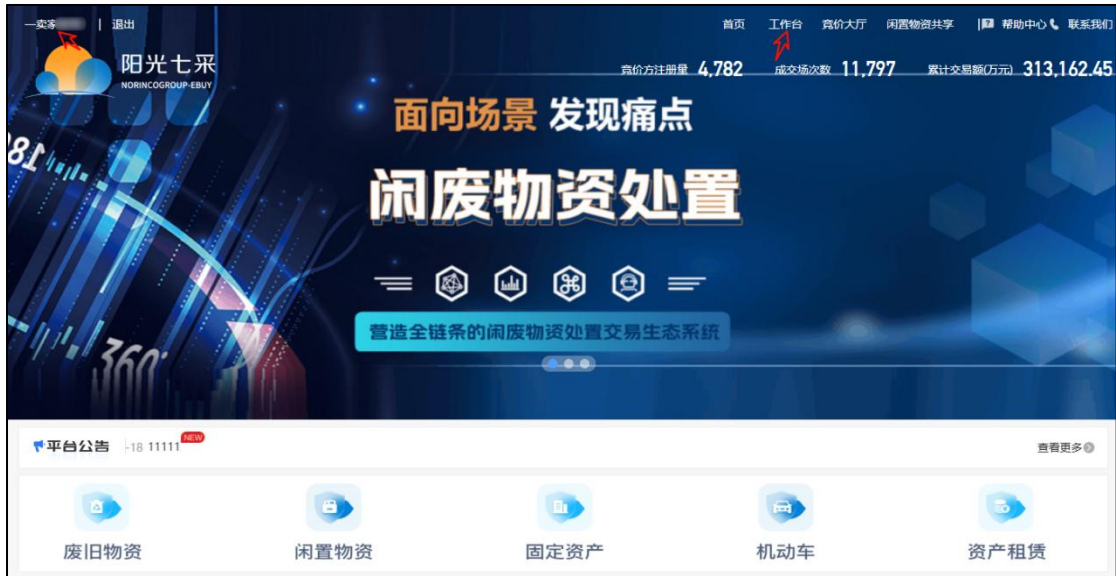 一卖家 | 退出
首页 工作台 竞价大厅 闲置物资共享 | 帮助中心 联系我们
阳光七采
NORINCOGROUP-EBUY
竞价方注册量 4,782 成交场次数 11,797 累计交易额(万元) 313,162.45
面向场景 发现痛点
闲废物资处置
营造全链条的闲废物资处置交易生态系统
360°
平台公告 -18 11111 NEW 查看更多
废旧物资 闲置物资 固定资产 机动车 资产租赁